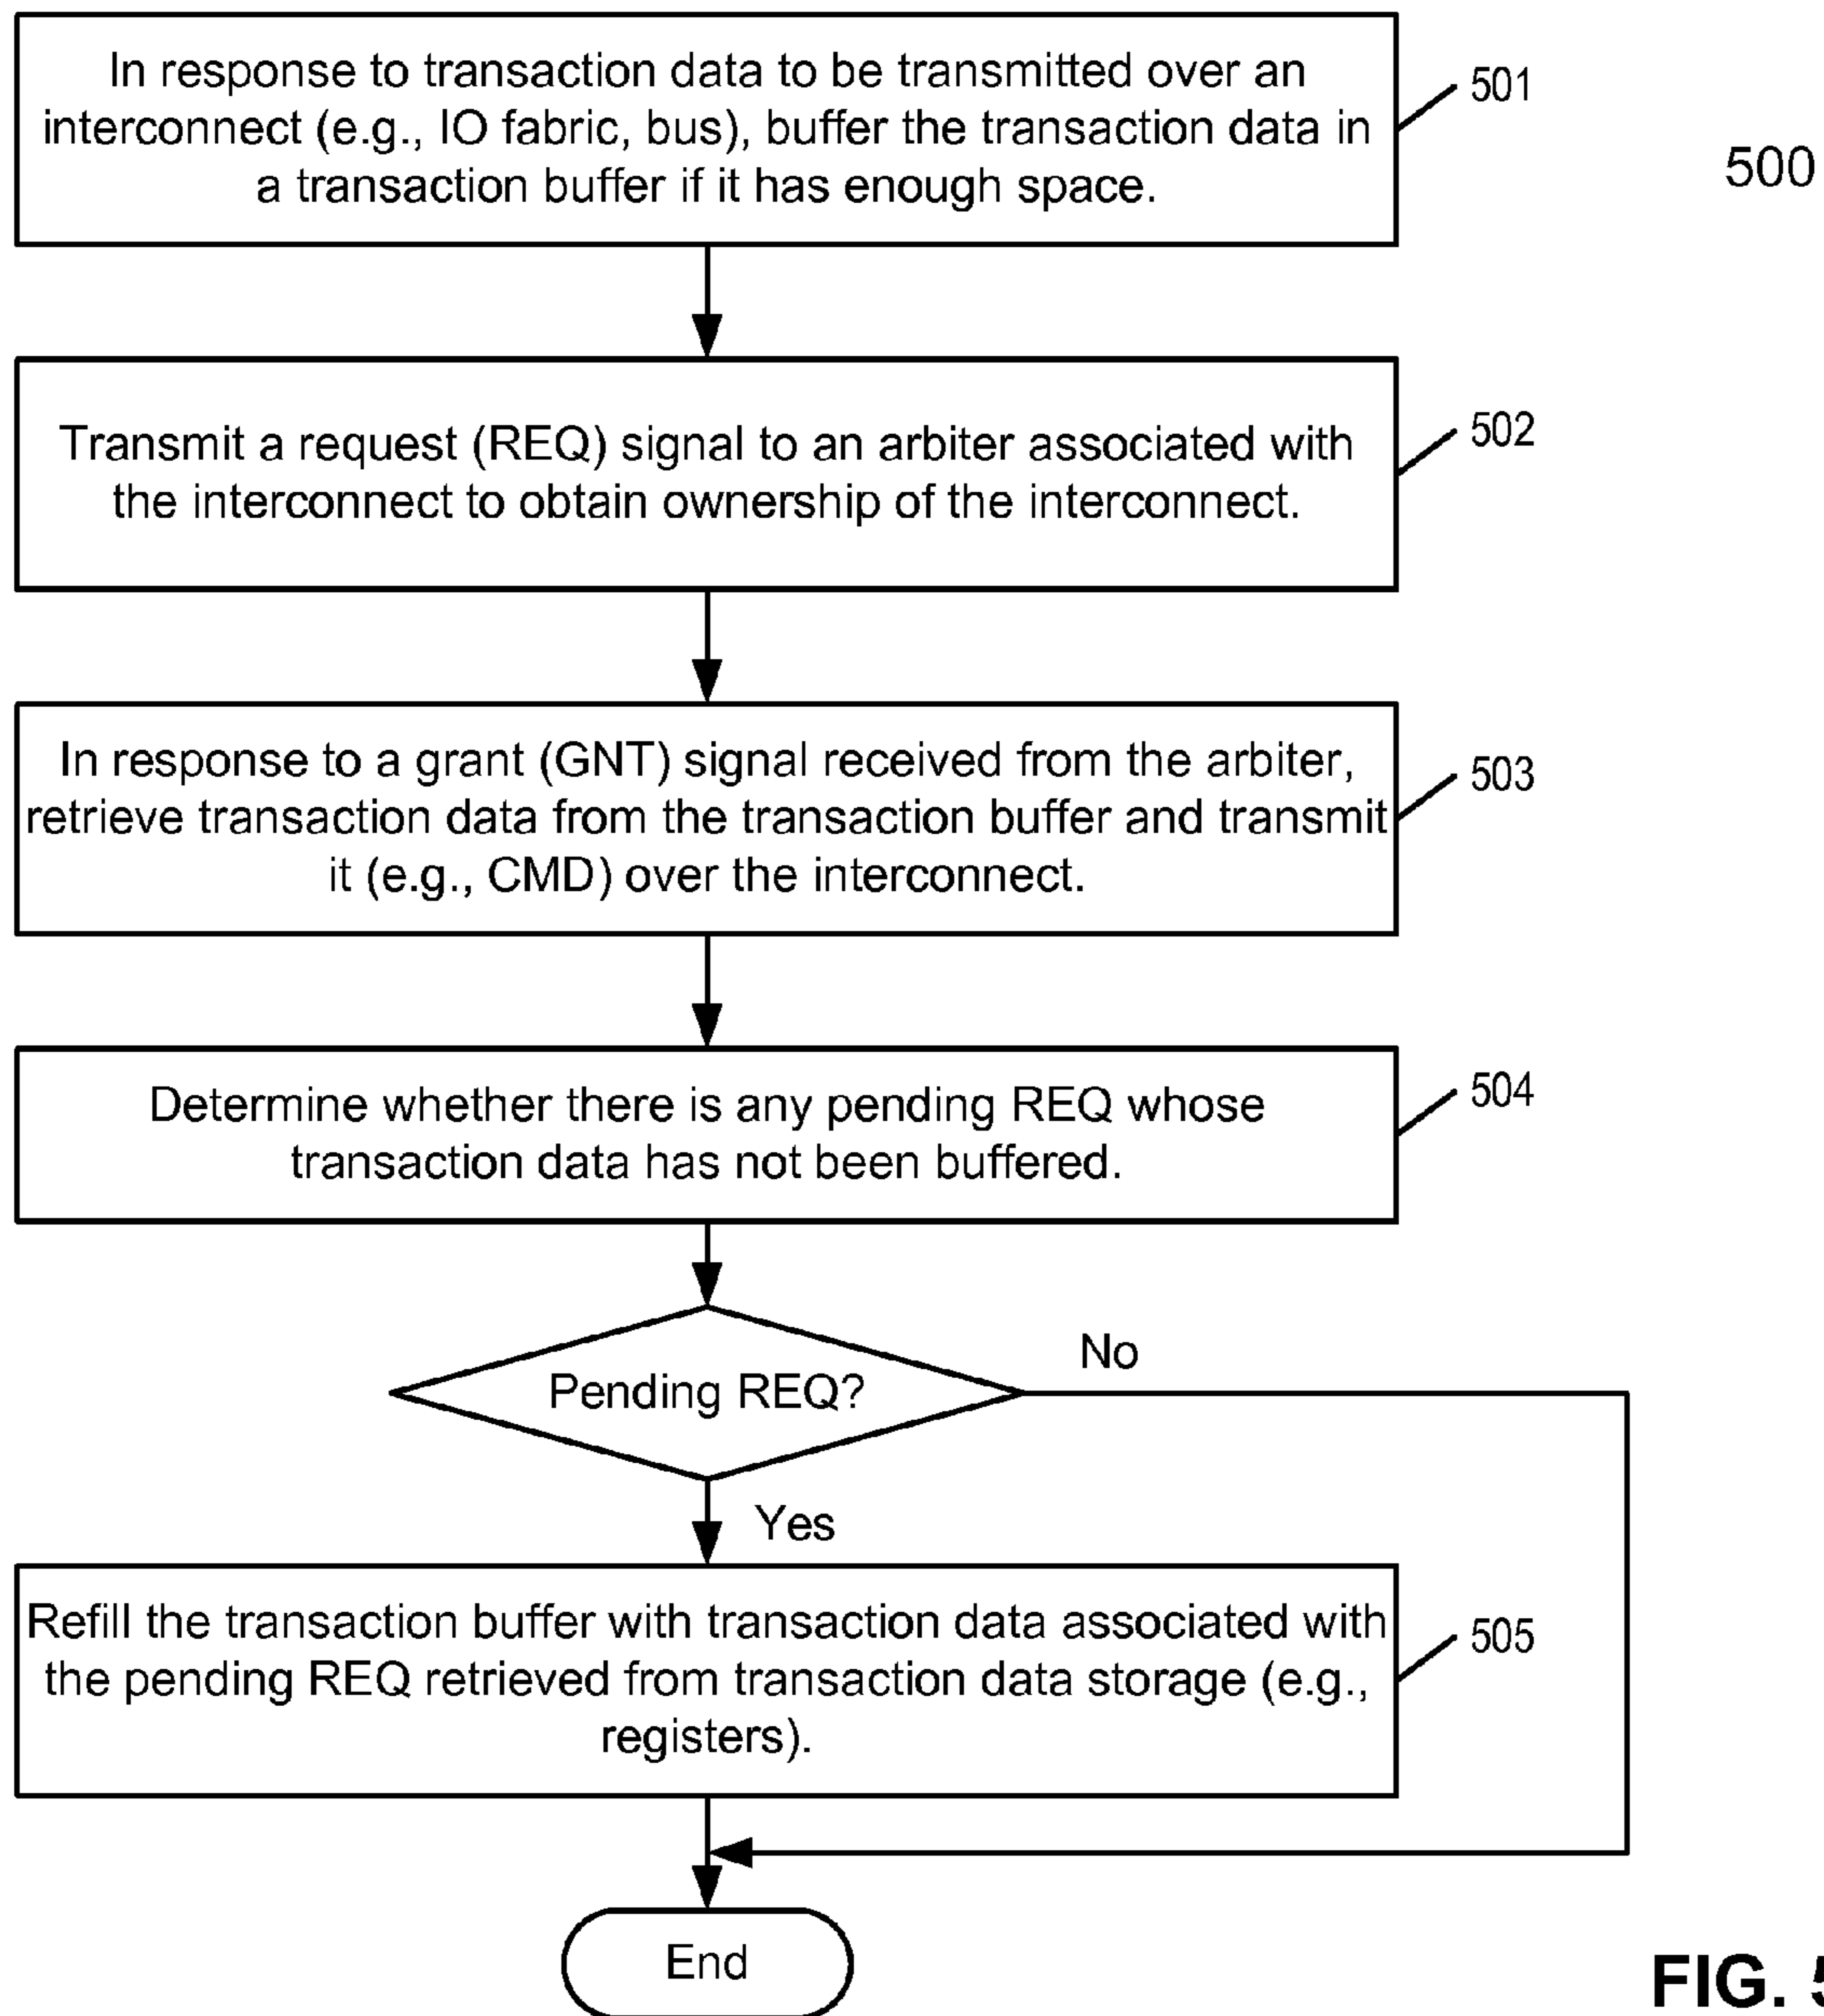 In response to transaction data to be transmitted over an
interconnect (e.g., IO fabric, bus), buffer the transaction data in
a transaction buffer if it has enough space.
501
500
Transmit a request (REQ) signal to an arbiter associated with
the interconnect to obtain ownership of the interconnect.
502
In response to a grant (GNT) signal received from the arbiter,
retrieve transaction data from the transaction buffer and transmit
it (e.g., CMD) over the interconnect.
503
Determine whether there is any pending REQ whose
transaction data has not been buffered.
504
Pending REQ?
No
Yes
Refill the transaction buffer with transaction data associated with
the pending REQ retrieved from transaction data storage (e.g.,
registers).
505
End
FIG. 5